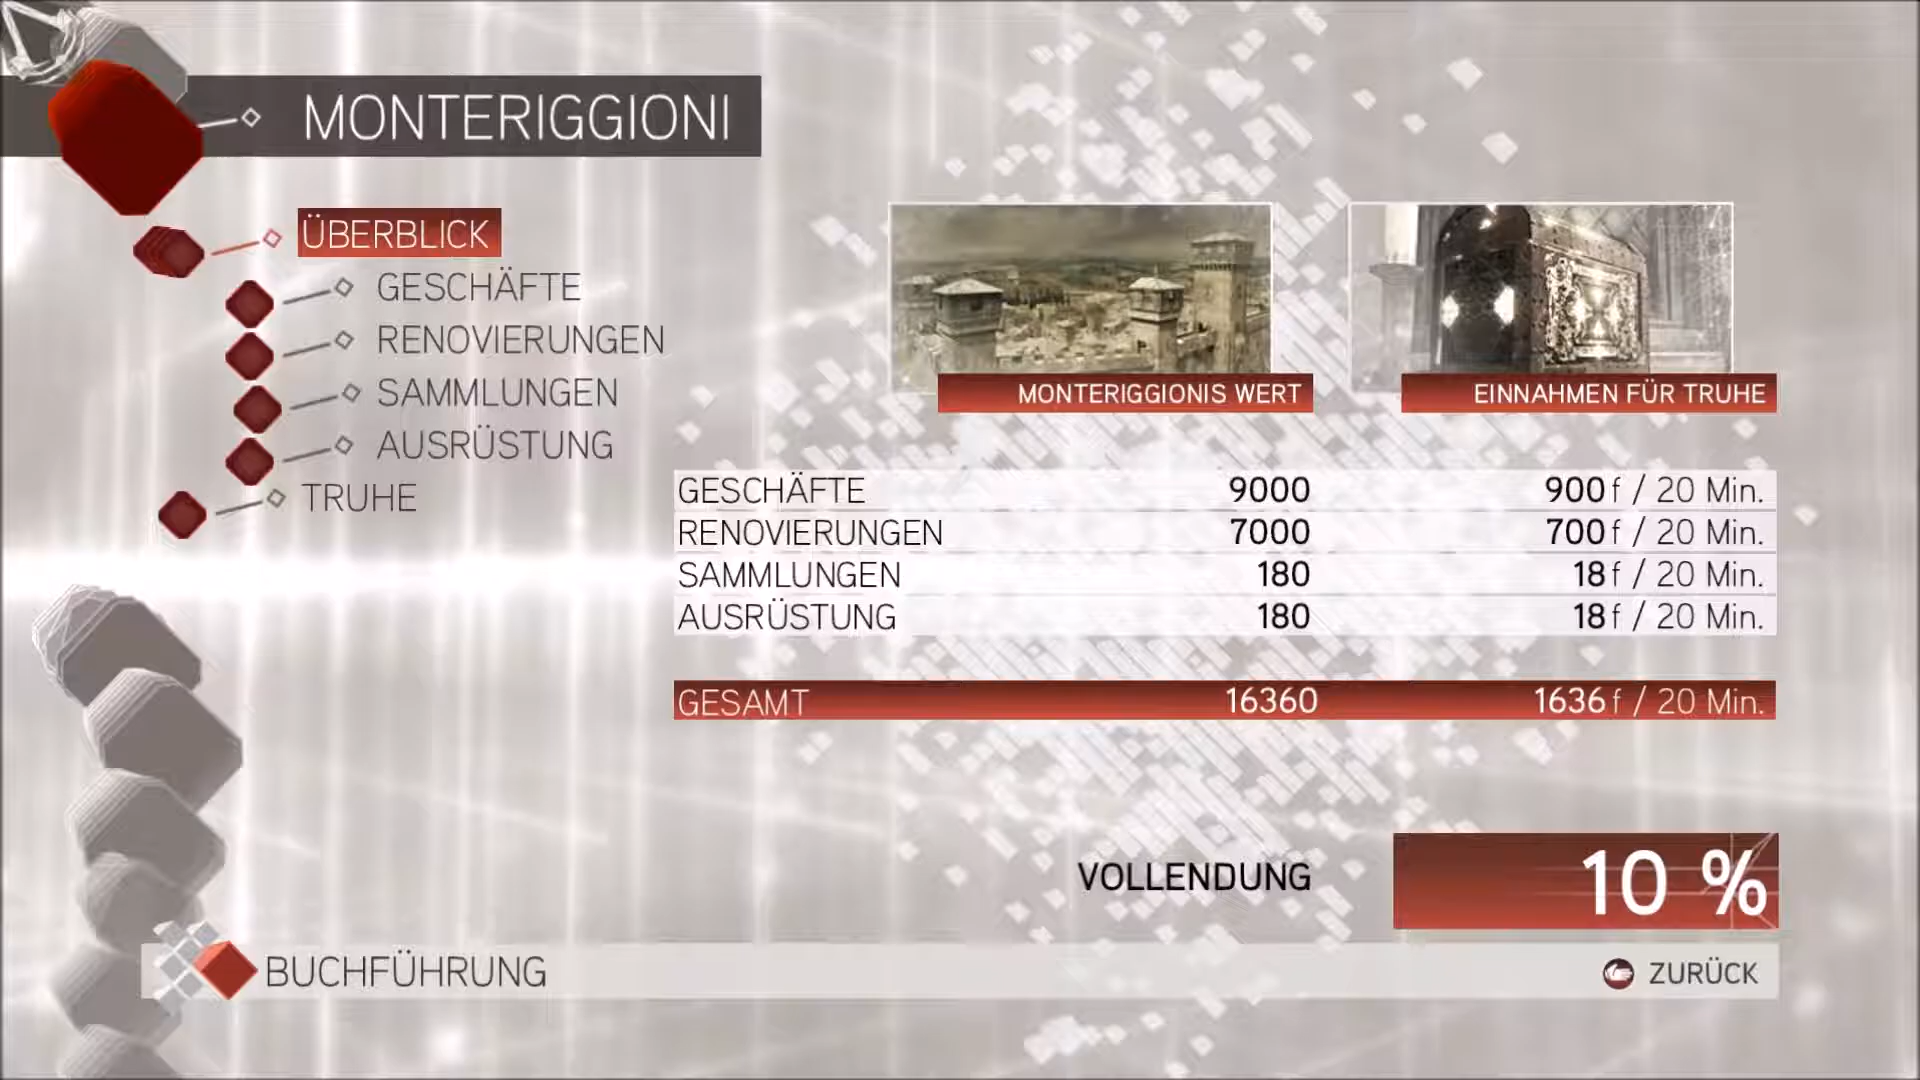 MONTERIGGIONI
ÜBERBLICK
GESCHÄFTE
RENOVIERUNGEN
SAMMLUNGEN
AUSRÜSTUNG
TRUHE
MONTERIGGIONIS WERT
EINNAHMEN FÜR TRUHE
GESCHÄFTE 9000 900 f / 20 Min.
RENOVIERUNGEN 7000 700 f / 20 Min.
SAMMLUNGEN 180 18 f / 20 Min.
AUSRÜSTUNG 180 18 f / 20 Min.
GESAMT 16360 1636 f / 20 Min.
VOLLENDUNG 10 %
BUCHFÜHRUNG
ZURÜCK